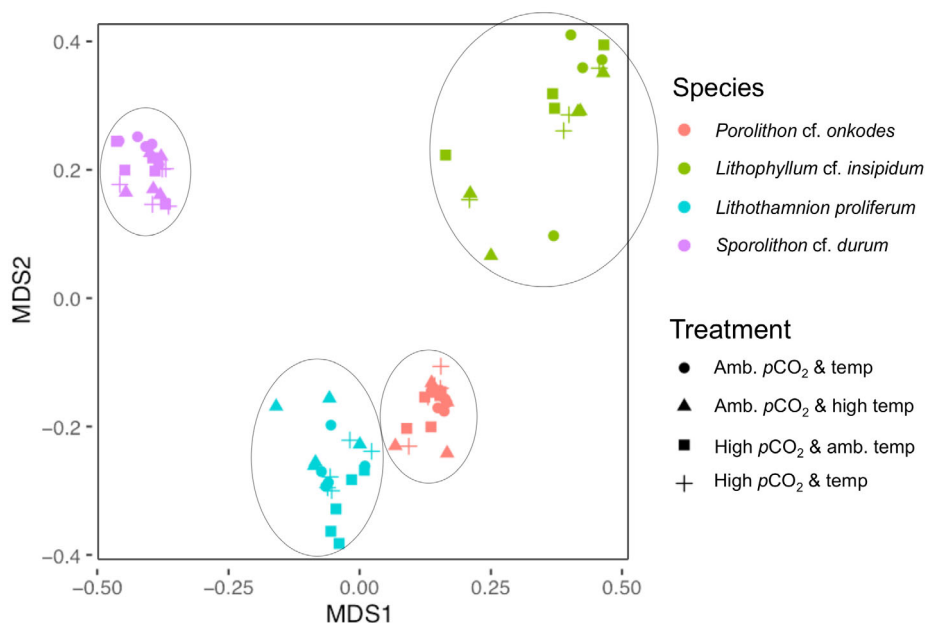 0.4
0.2
0.0
−0.2
−0.4
MDS2
−0.50
−0.25
0.00
0.25
0.50
MDS1
Species
Porolithon cf. onkodes
Lithophyllum cf. insipidum
Lithothamnion proliferum
Sporolithon cf. durum
Treatment
Amb. pCO₂ & temp
Amb. pCO₂ & high temp
High pCO₂ & amb. temp
High pCO₂ & temp